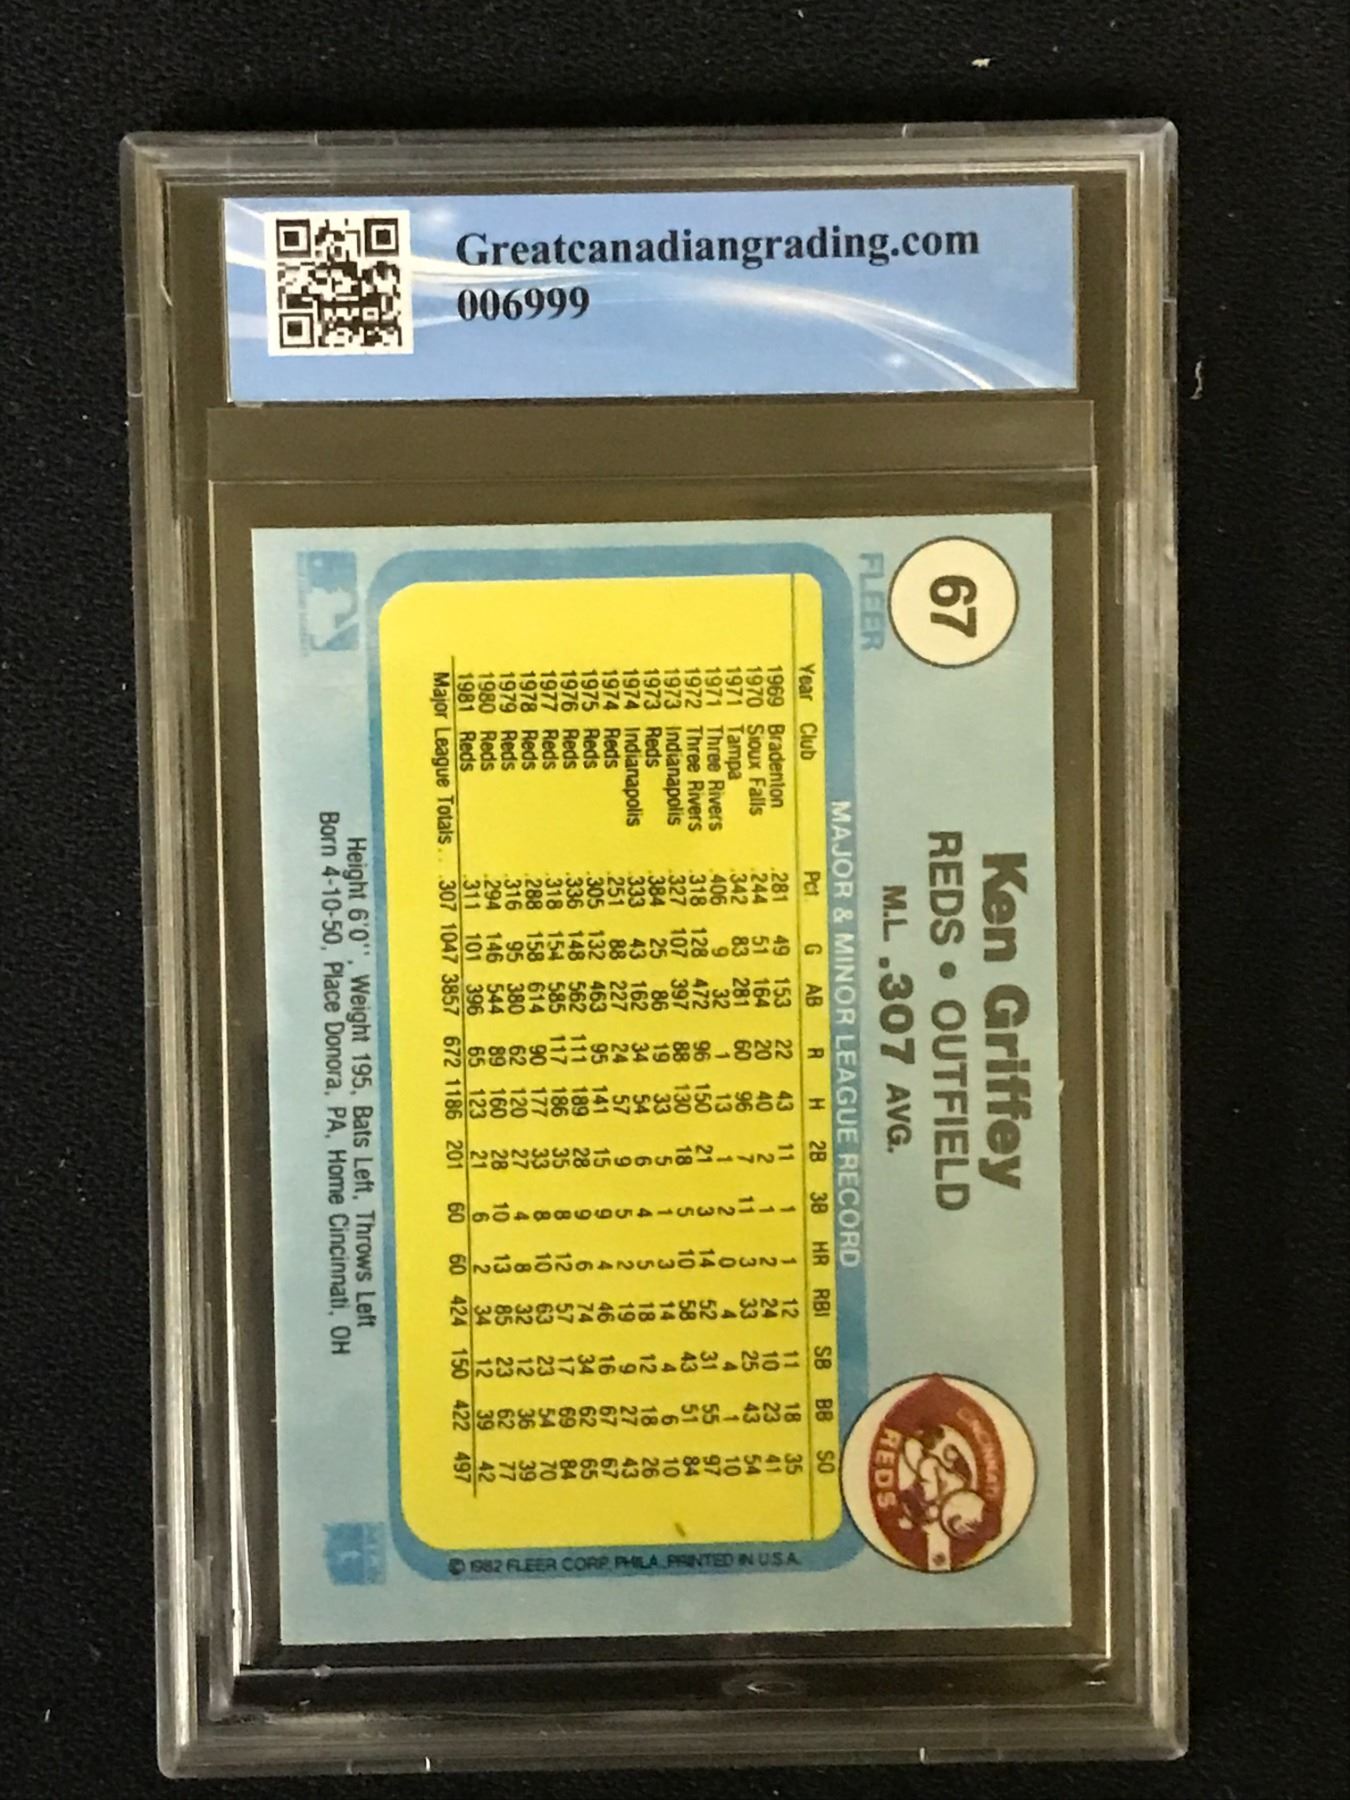 Greatcanadiangrading.com
006999
67
FLEER
Ken Griffey
REDS • OUTFIELD
M.L. .307 AVG.
CINCINNATI
REDS
MAJOR & MINOR LEAGUE RECORD
Year Club Pct. G AB R H 2B 3B HR RBI SB BB SO
1969 Bradenton .281 49 153 22 43 11 1 1 12 11 18 35
1970 Sioux Falls .244 51 164 20 40 2 1 2 24 10 23 41
1971 Tampa .342 83 281 60 96 7 11 3 33 25 43 54
1971 Three Rivers .406 9 32 1 13 1 2 0 4 4 1 10
1972 Three Rivers .318 128 472 96 150 21 3 14 52 31 55 97
1973 Indianapolis .327 107 397 88 130 18 5 10 58 43 51 84
1973 Reds .384 25 86 19 33 5 1 3 14 4 6 10
1974 Indianapolis .333 43 162 34 54 6 4 5 18 12 18 26
1974 Reds .251 88 227 24 57 9 5 2 19 9 27 43
1975 Reds .305 132 463 95 141 15 9 4 46 16 67 67
1976 Reds .336 148 562 111 189 28 9 6 74 34 62 65
1977 Reds .318 154 585 117 186 35 8 12 57 17 69 84
1978 Reds .288 158 614 90 177 33 8 10 63 23 54 70
1979 Reds .316 95 380 62 120 27 4 8 32 12 36 39
1980 Reds .294 146 544 89 160 28 10 13 85 23 62 77
1981 Reds .311 101 396 65 123 21 6 2 34 12 39 42
Major League Totals . . .307 1047 3857 672 1186 201 60 60 424 150 422 497
© 1982 FLEER CORP. PHILA. PRINTED IN U.S.A.
Height 6'0'', Weight 195, Bats Left, Throws Left
Born 4-10-50, Place Donora, PA, Home Cincinnati, OH